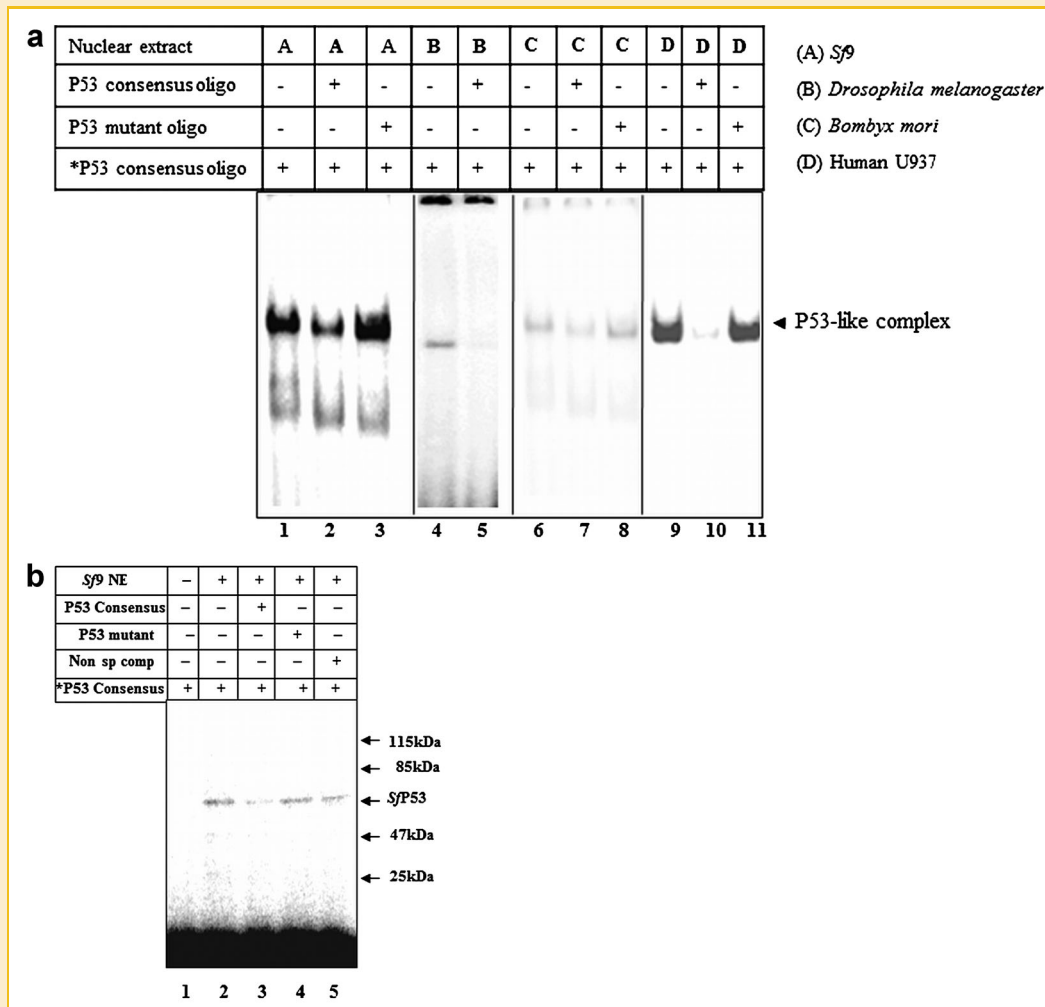 a
Nuclear extract A A A B B C C C D D D
P53 consensus oligo - + - - + - + - - + -
P53 mutant oligo - - + - - - - + - - +
*P53 consensus oligo + + + + + + + + + + +
(A) Sf9
(B) Drosophila melanogaster
(C) Bombyx mori
(D) Human U937
P53-like complex
1 2 3 4 5 6 7 8 9 10 11
b
Sf9 NE – + + + +
P53 Consensus – – + – –
P53 mutant – – – + –
Non sp comp – – – – +
*P53 Consensus + + + + +
115kDa
85kDa
SfP53
47kDa
25kDa
1 2 3 4 5